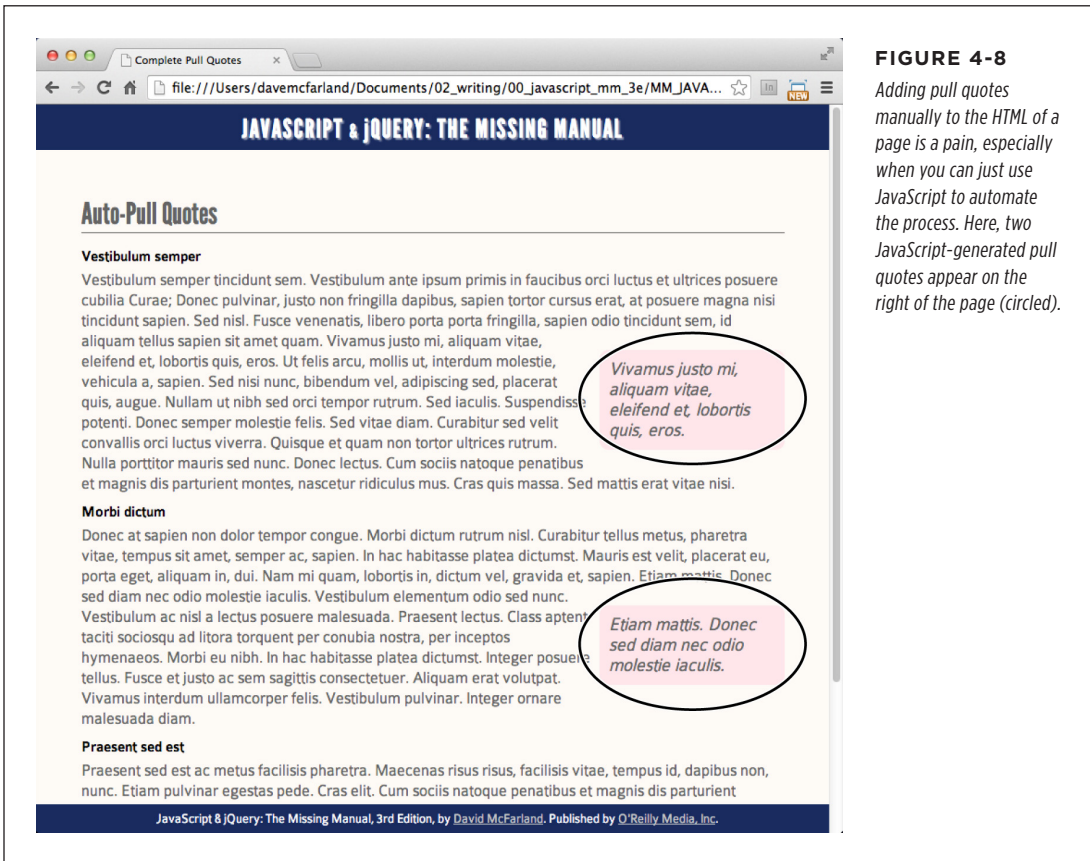 Complete Pull Quotes
file:///Users/davemcfarland/Documents/02_writing/00_javascript_mm_3e/MM_JAVA...
In
NEW
JAVASCRIPT & jQUERY: THE MISSING MANUAL
Auto-Pull Quotes
Vestibulum semper
Vestibulum semper tincidunt sem. Vestibulum ante ipsum primis in faucibus orci luctus et ultrices posuere
cubilia Curae; Donec pulvinar, justo non fringilla dapibus, sapien tortor cursus erat, at posuere magna nisi
tincidunt sapien. Sed nisl. Fusce venenatis, libero porta porta fringilla, sapien odio tincidunt sem, id
aliquam tellus sapien sit amet quam. Vivamus justo mi, aliquam vitae,
eleifend et, lobortis quis, eros. Ut felis arcu, mollis ut, interdum molestie,
vehicula a, sapien. Sed nisi nunc, bibendum vel, adipiscing sed, placerat
quis, augue. Nullam ut nibh sed orci tempor rutrum. Sed iaculis. Suspendisse
potenti. Donec semper molestie felis. Sed vitae diam. Curabitur sed velit
convallis orci luctus viverra. Quisque et quam non tortor ultrices rutrum.
Nulla porttitor mauris sed nunc. Donec lectus. Cum sociis natoque penatibus
et magnis dis parturient montes, nascetur ridiculus mus. Cras quis massa. Sed mattis erat vitae nisi.
Vivamus justo mi,
aliquam vitae,
eleifend et, lobortis
quis, eros.
Morbi dictum
Donec at sapien non dolor tempor congue. Morbi dictum rutrum nisl. Curabitur tellus metus, pharetra
vitae, tempus sit amet, semper ac, sapien. In hac habitasse platea dictumst. Mauris est velit, placerat eu,
porta eget, aliquam in, dui. Nam mi quam, lobortis in, dictum vel, gravida et, sapien. Etiam mattis. Donec
sed diam nec odio molestie iaculis. Vestibulum elementum odio sed nunc.
Vestibulum ac nisl a lectus posuere malesuada. Praesent lectus. Class aptent
taciti sociosqu ad litora torquent per conubia nostra, per inceptos
hymenaeos. Morbi eu nibh. In hac habitasse platea dictumst. Integer posuere
tellus. Fusce et justo ac sem sagittis consectetuer. Aliquam erat volutpat.
Vivamus interdum ullamcorper felis. Vestibulum pulvinar. Integer ornare
malesuada diam.
Etiam mattis. Donec
sed diam nec odio
molestie iaculis.
Praesent sed est
Praesent sed est ac metus facilisis pharetra. Maecenas risus risus, facilisis vitae, tempus id, dapibus non,
nunc. Etiam pulvinar egestas pede. Cras elit. Cum sociis natoque penatibus et magnis dis parturient
JavaScript & jQuery: The Missing Manual, 3rd Edition, by David McFarland. Published by O'Reilly Media, Inc.
FIGURE 4-8
Adding pull quotes
manually to the HTML of a
page is a pain, especially
when you can just use
JavaScript to automate
the process. Here, two
JavaScript-generated pull
quotes appear on the
right of the page (circled).